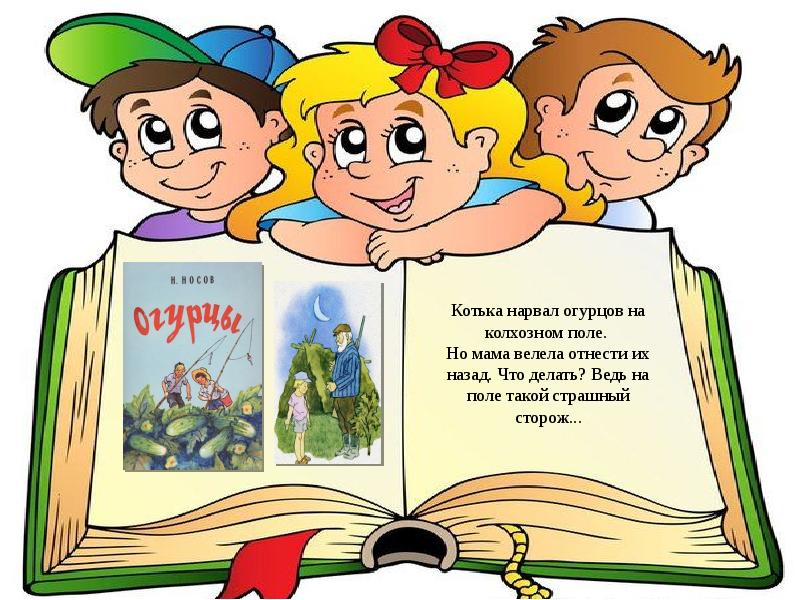 Н. НОСОВ
Огурцы
Котька нарвал огурцов на
колхозном поле.
Но мама велела отнести их
назад. Что делать? Ведь на
поле такой страшный
сторож...